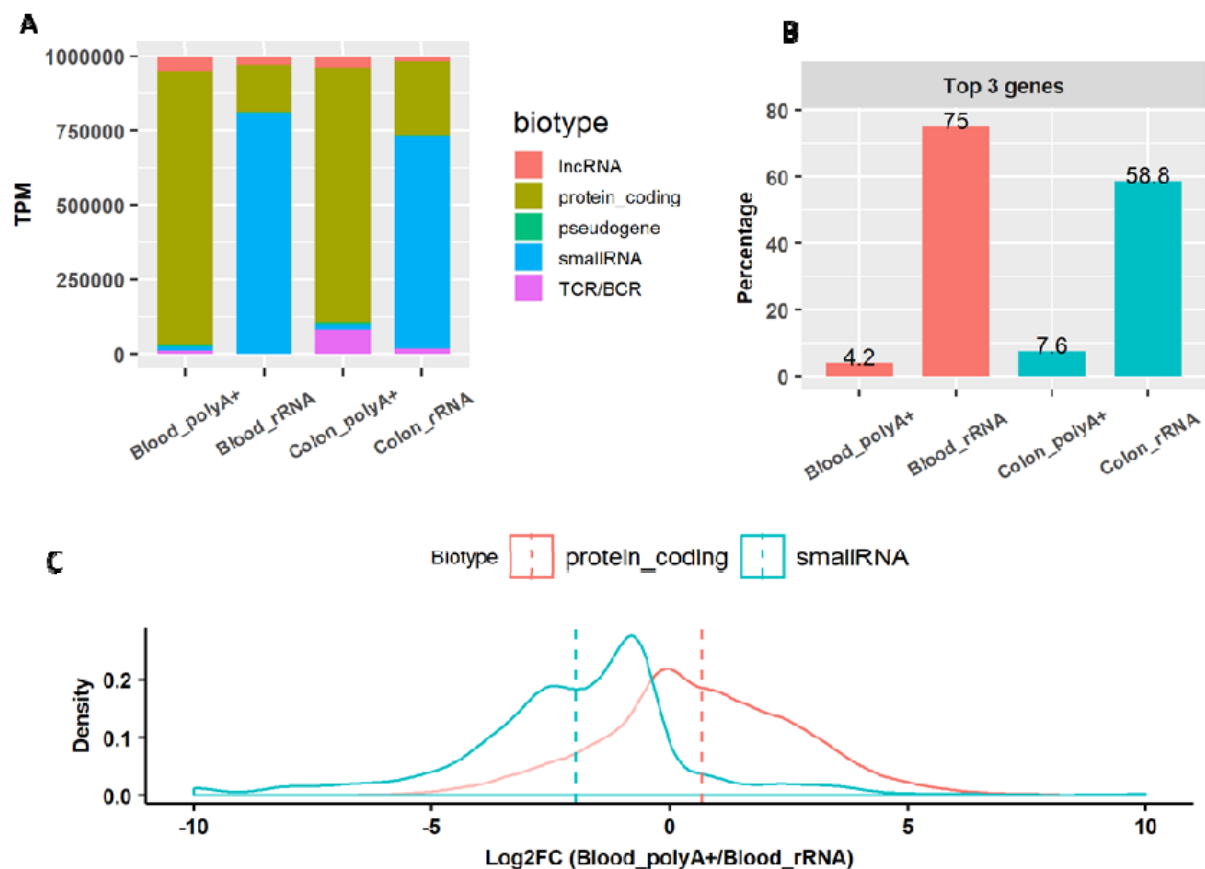 A
1000000
750000
500000
250000
0
TPM
Blood_polyA+
Blood_rRNA
Colon_polyA+
Colon_rRNA
biotype
lncRNA
protein_coding
pseudogene
smallRNA
TCR/BCR
B
Top 3 genes
80
60
40
20
0
Percentage
4.2
75
7.6
58.8
Blood_polyA+
Blood_rRNA
Colon_polyA+
Colon_rRNA
C
Biotype protein_coding smallRNA
0.2
0.1
0.0
Density
-10 -5 0 5 10
Log2FC (Blood_polyA+/Blood_rRNA)